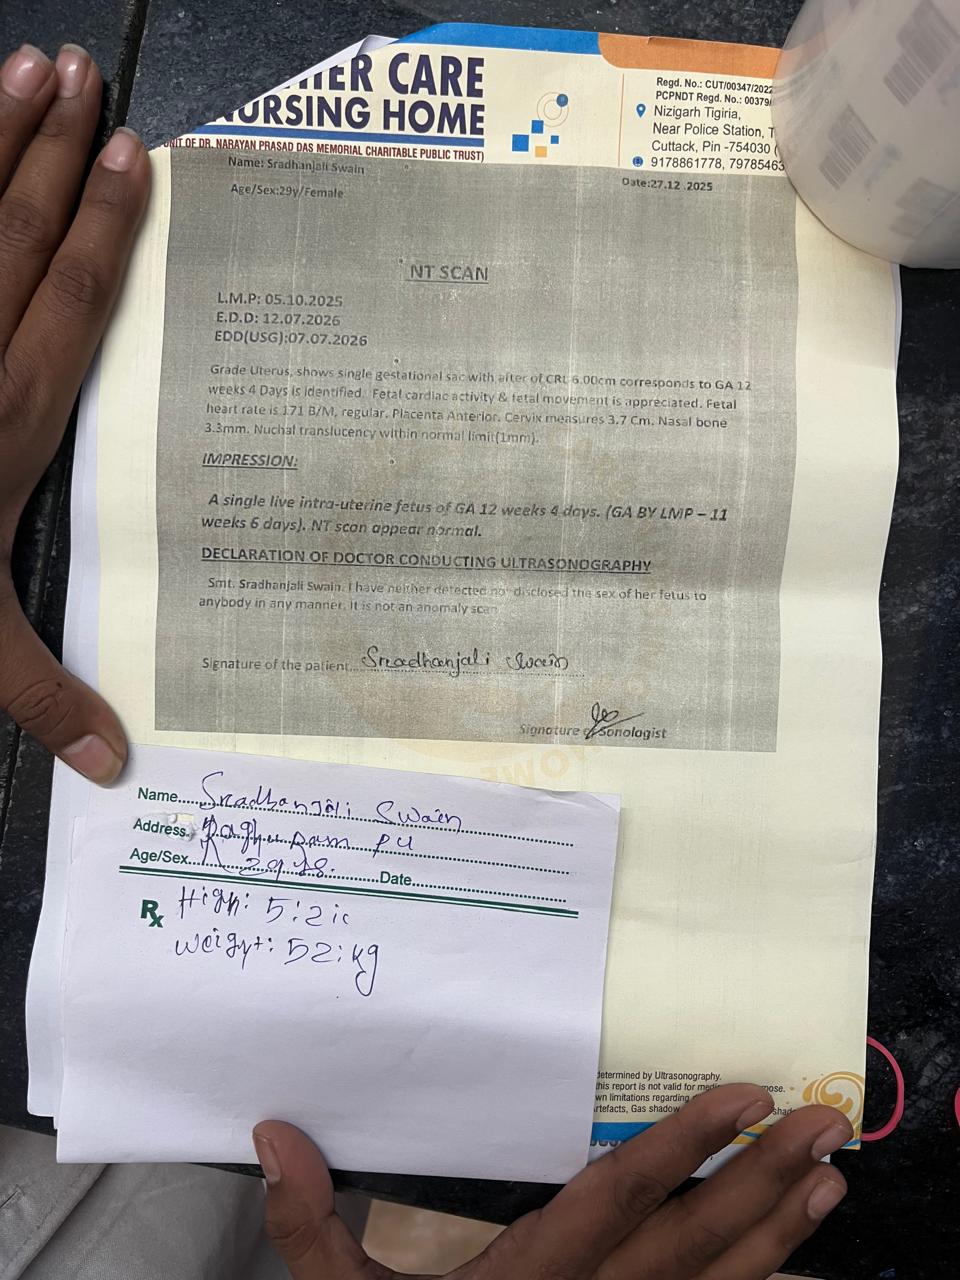 HER CARE
NURSING HOME
UNIT OF DR. NARAYAN PRASAD DAS MEMORIAL CHARITABLE PUBLIC TRUST)
Regd. No.: CUT/00347/2022
PCPNDT Regd. No.: 00379/
Nizigarh Tigiria,
Near Police Station, T
Cuttack, Pin -754030 (
9178861778, 79785463
Name: Sradhanjali Swain
Date:27.12 .2025
Age/Sex:29y/Female
NT SCAN
L.M.P: 05.10.2025
E.D.D: 12.07.2026
EDD(USG):07.07.2026
Grade Uterus, shows single gestational sac with after of CRL 6.00cm corresponds to GA 12
weeks 4 Days is identified. Fetal cardiac activity & fetal movement is appreciated. Fetal
heart rate is 171 B/M, regular. Placenta Anterior. Cervix measures 3.7 Cm. Nasal bone
3.3mm. Nuchal translucency within normal limit(1mm).
IMPRESSION:
A single live intra-uterine fetus of GA 12 weeks 4 days. (GA BY LMP – 11
weeks 6 days). NT scan appear normal.
DECLARATION OF DOCTOR CONDUCTING ULTRASONOGRAPHY
Smt. Sradhanjali Swain. I have neither detected nor disclosed the sex of her fetus to
anybody in any manner. It is not an anomaly scan
Signature of the patient Sradhanjali Swain
Signature of Sonologist
Name Sradhanjali Swain
Address
Age/Sex 29 Date
Rx High: 5:2 ic
weight: 52: kg
determined by Ultrasonography.
this report is not valid for
wn limitations regarding
rtefacts, Gas shadow